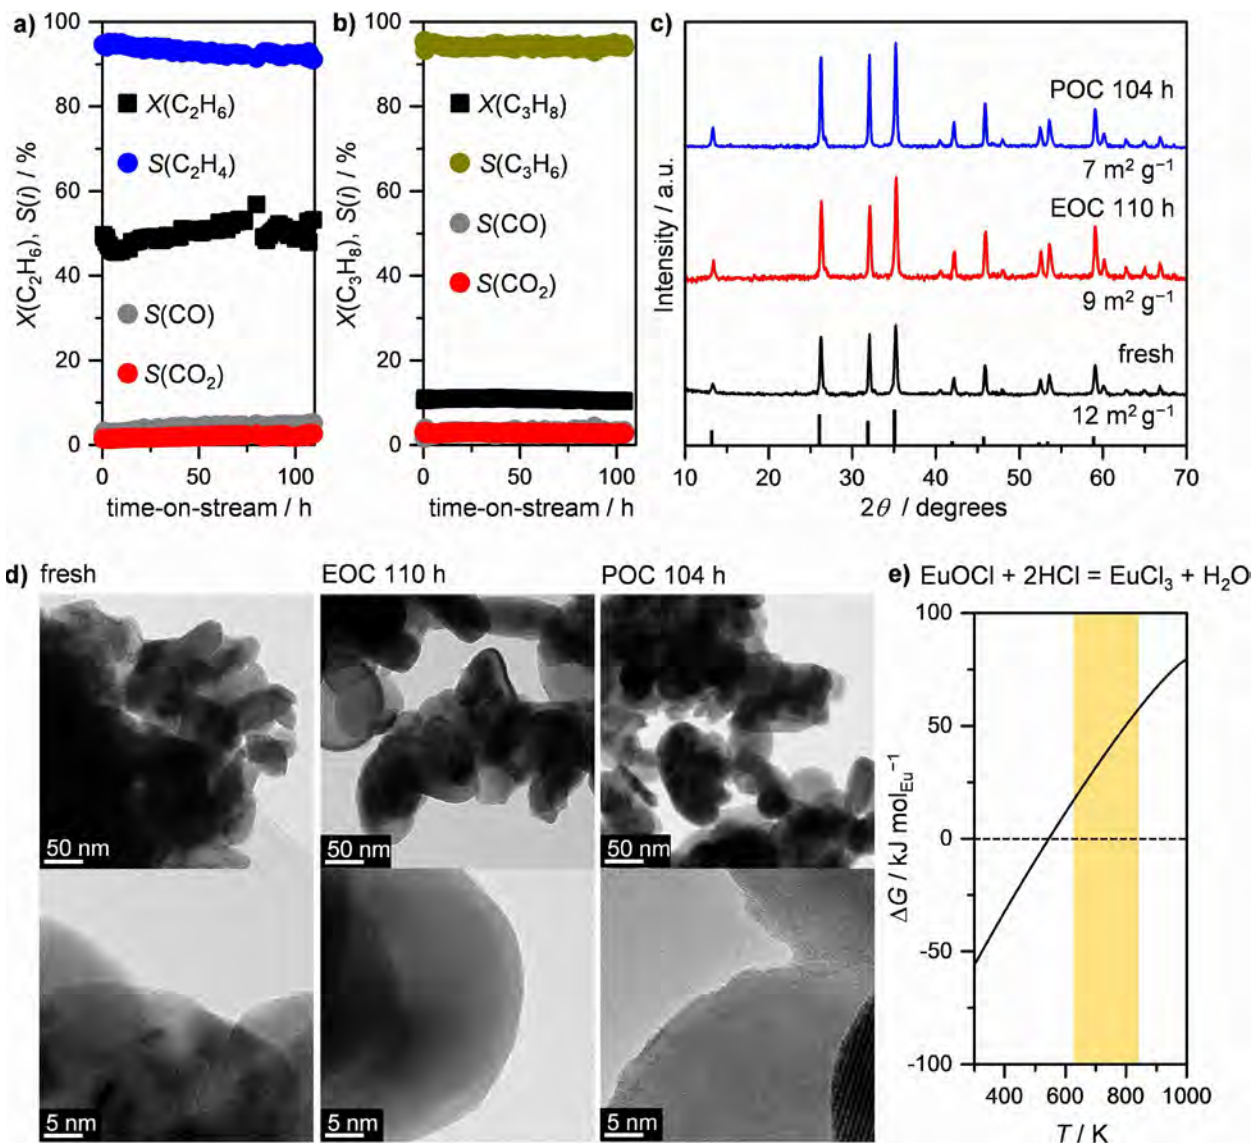 a)
100
80
60
40
20
0
X(C₂H₆), S(i) / %
X(C₂H₆)
S(C₂H₄)
S(CO)
S(CO₂)
0 50 100
time-on-stream / h
b)
100
80
60
40
20
0
X(C₃H₈), S(i) / %
X(C₃H₈)
S(C₃H₆)
S(CO)
S(CO₂)
0 50 100
time-on-stream / h
c)
Intensity / a.u.
POC 104 h
7 m² g⁻¹
EOC 110 h
9 m² g⁻¹
fresh
12 m² g⁻¹
10 20 30 40 50 60 70
2θ / degrees
d) fresh
EOC 110 h
POC 104 h
50 nm
50 nm
50 nm
5 nm
5 nm
5 nm
e) EuOCl + 2HCl = EuCl₃ + H₂O
100
50
0
-50
-100
ΔG / kJ mol_Eu⁻¹
400 600 800 1000
T / K